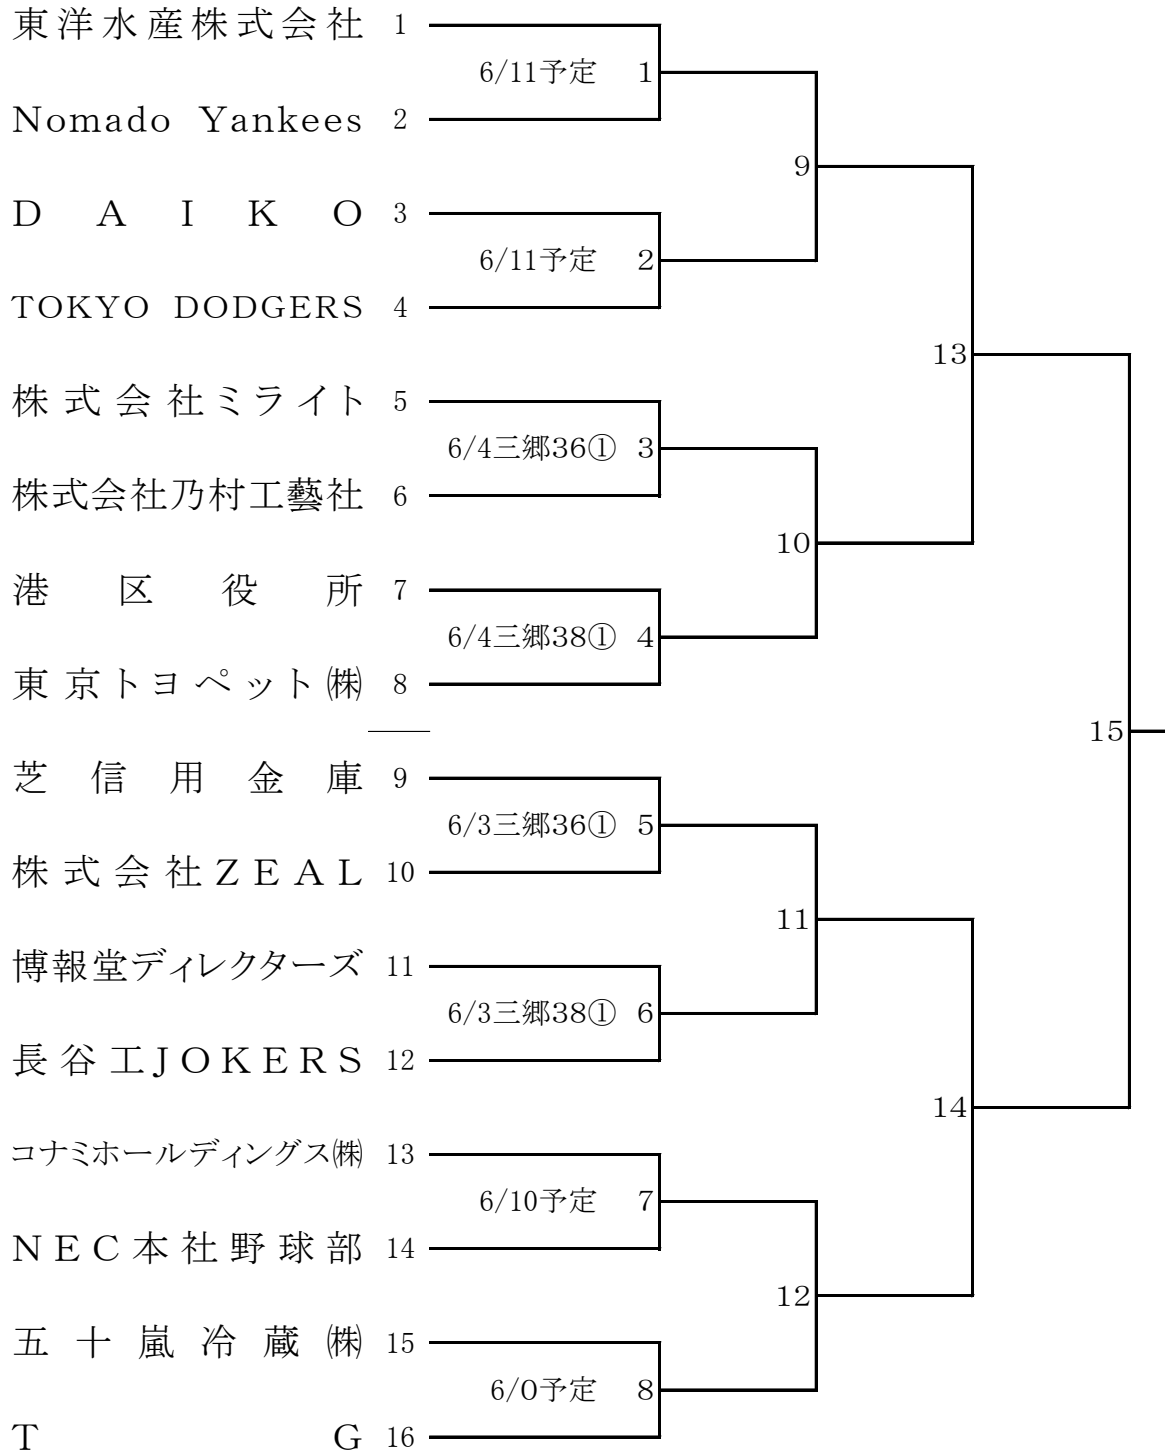 東洋水産株式会社 1
6/11予定 1
Nomado Yankees 2
9
D A I K O 3
6/11予定 2
TOKYO DODGERS 4
13
株式会社ミライト 5
6/4三郷36① 3
株式会社乃村工藝社 6
10
港区役所 7
6/4三郷38① 4
東京トヨペット㈱ 8
15
芝信用金庫 9
6/3三郷36① 5
株式会社ZEAL 10
11
博報堂ディレクターズ 11
6/3三郷38① 6
長谷工JOKERS 12
14
コナミホールディングス㈱ 13
6/10予定 7
NEC本社野球部 14
12
五十嵐冷蔵㈱ 15
6/0予定 8
T G 16